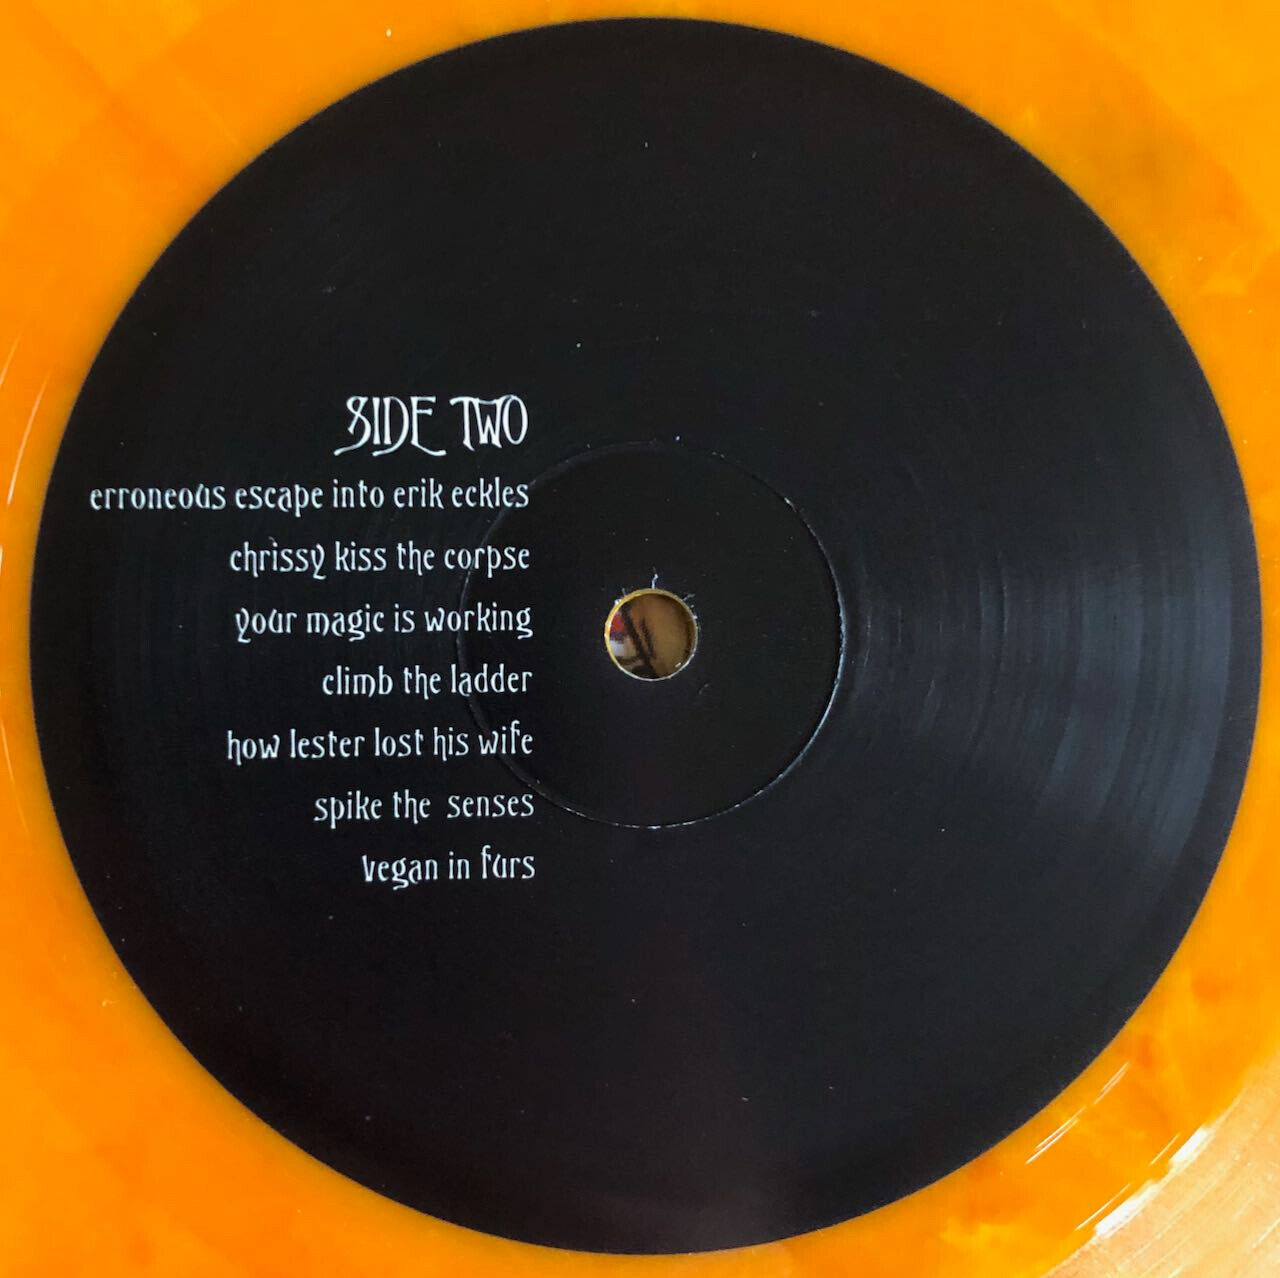 SIDE TWO
erroneous escape into erik eckles
chrissy kiss the corpse
your magic is working
climb the ladder
how lester lost his wife
spike the senses
vegan in furs